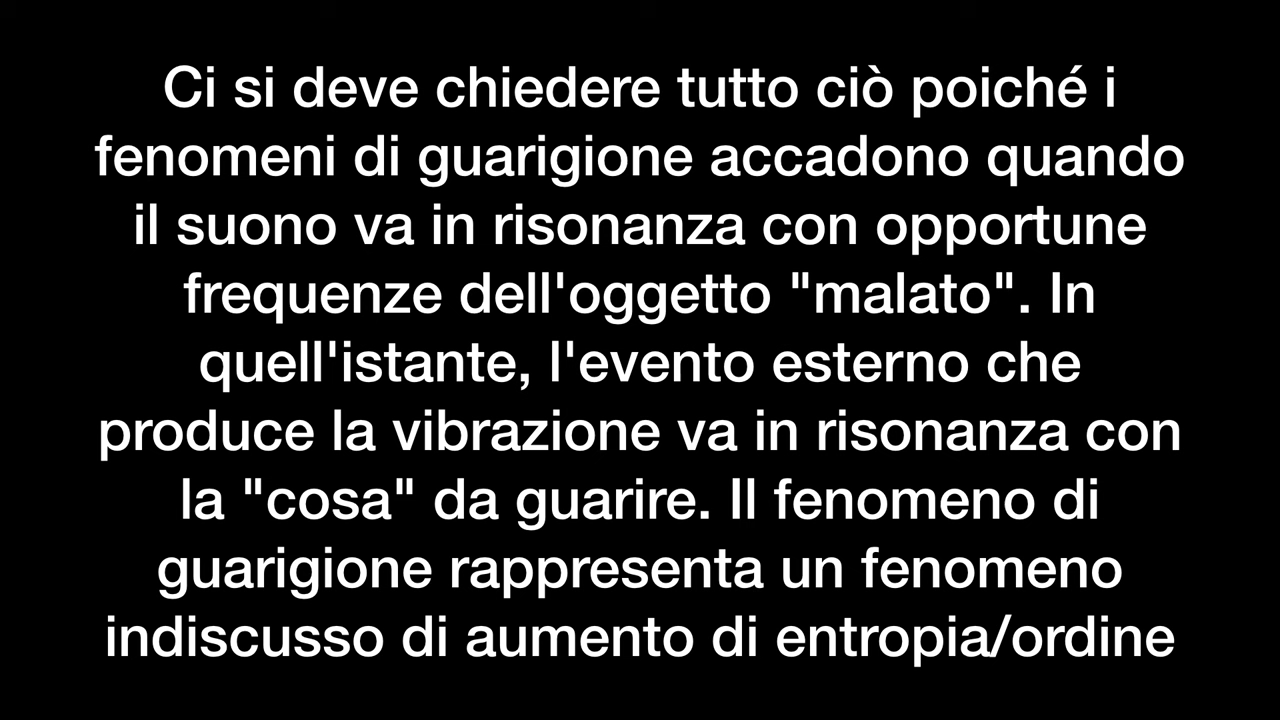 Ci si deve chiedere tutto ciò poiché i
fenomeni di guarigione accadono quando
il suono va in risonanza con opportune
frequenze dell'oggetto "malato". In
quell'istante, l'evento esterno che
produce la vibrazione va in risonanza con
la "cosa" da guarire. Il fenomeno di
guarigione rappresenta un fenomeno
indiscusso di aumento di entropia/ordine